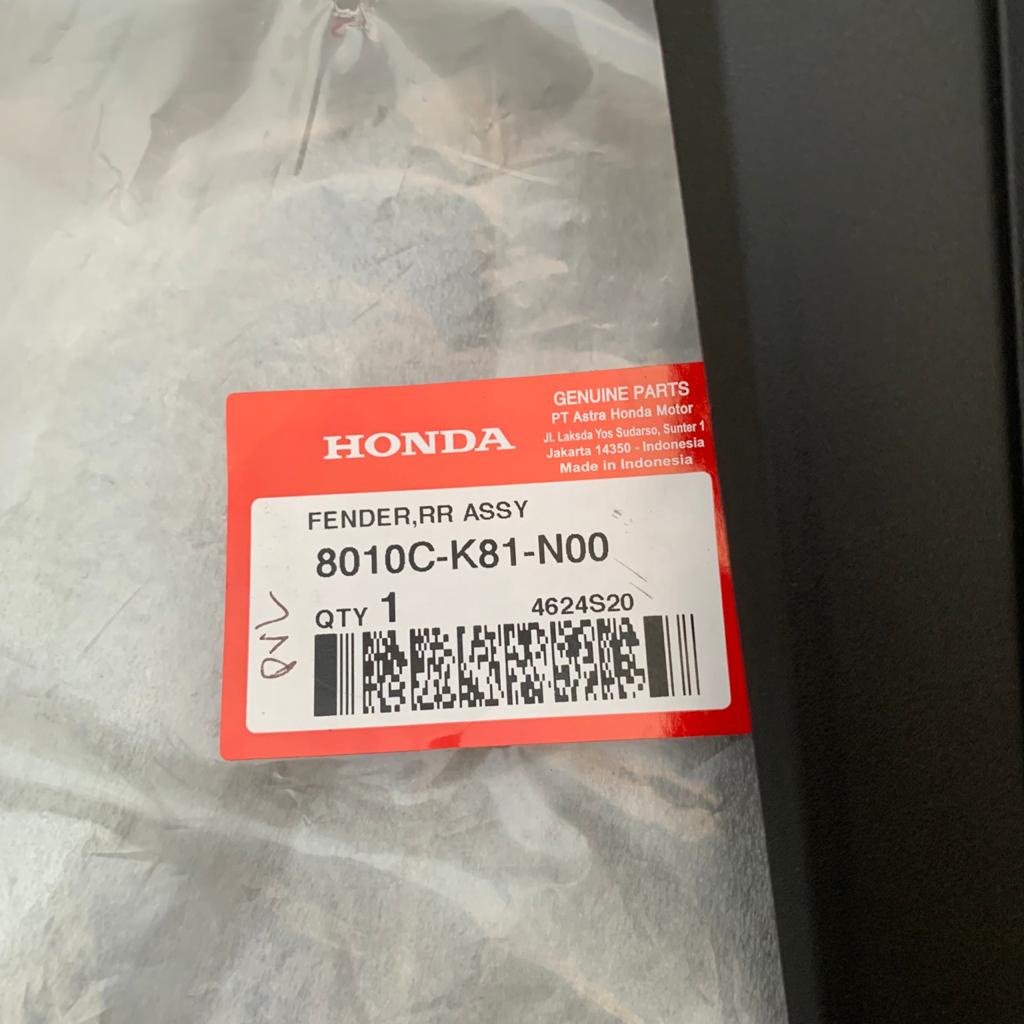 HONDA
GENUINE PARTS
PT Astra Honda Motor
Jl. Laksda Yos Sudarso, Sunter 1
Jakarta 14350 - Indonesia
Made in Indonesia
FENDER,RR ASSY
8010C-K81-N00
QTY 1
4624S20